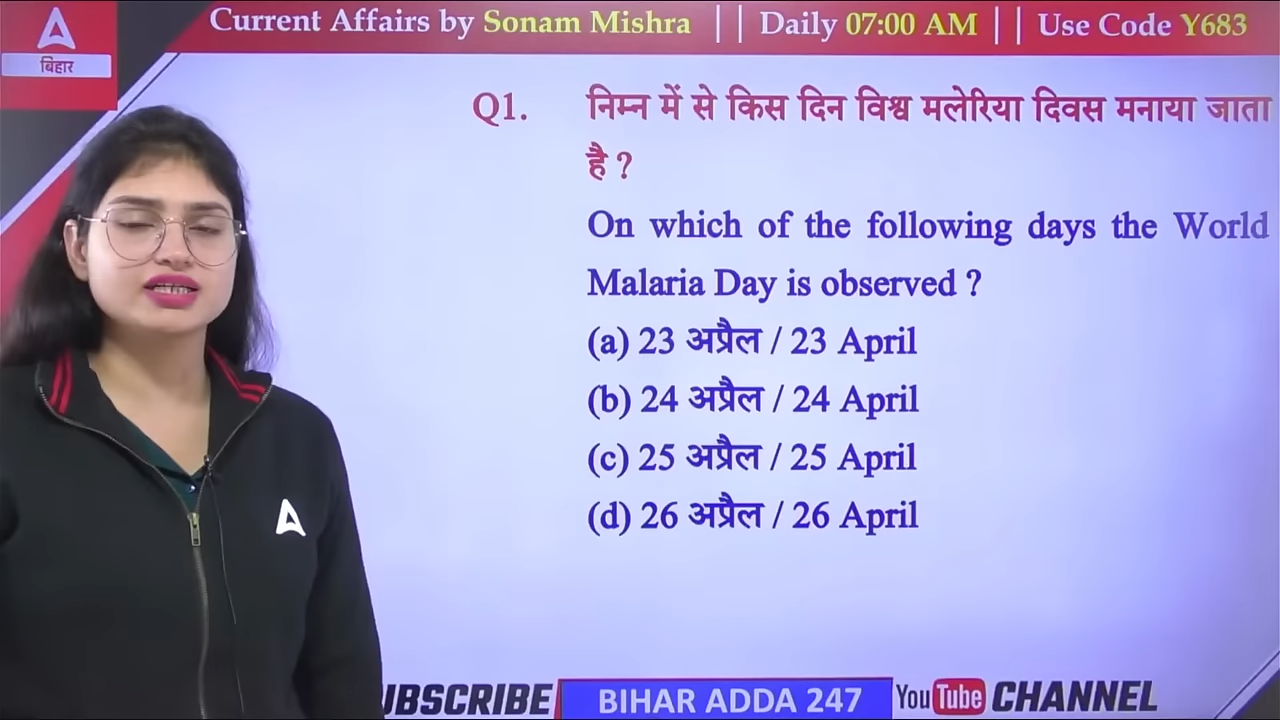 Current Affairs by Sonam Mishra || Daily 07:00 AM || Use Code Y683
बिहार
Q1. निम्न में से किस दिन विश्व मलेरिया दिवस मनाया जाता
है ?
On which of the following days the World
Malaria Day is observed ?
(a) 23 अप्रैल / 23 April
(b) 24 अप्रैल / 24 April
(c) 25 अप्रैल / 25 April
(d) 26 अप्रैल / 26 April
UBSCRIBE BIHAR ADDA 247 YouTube CHANNEL